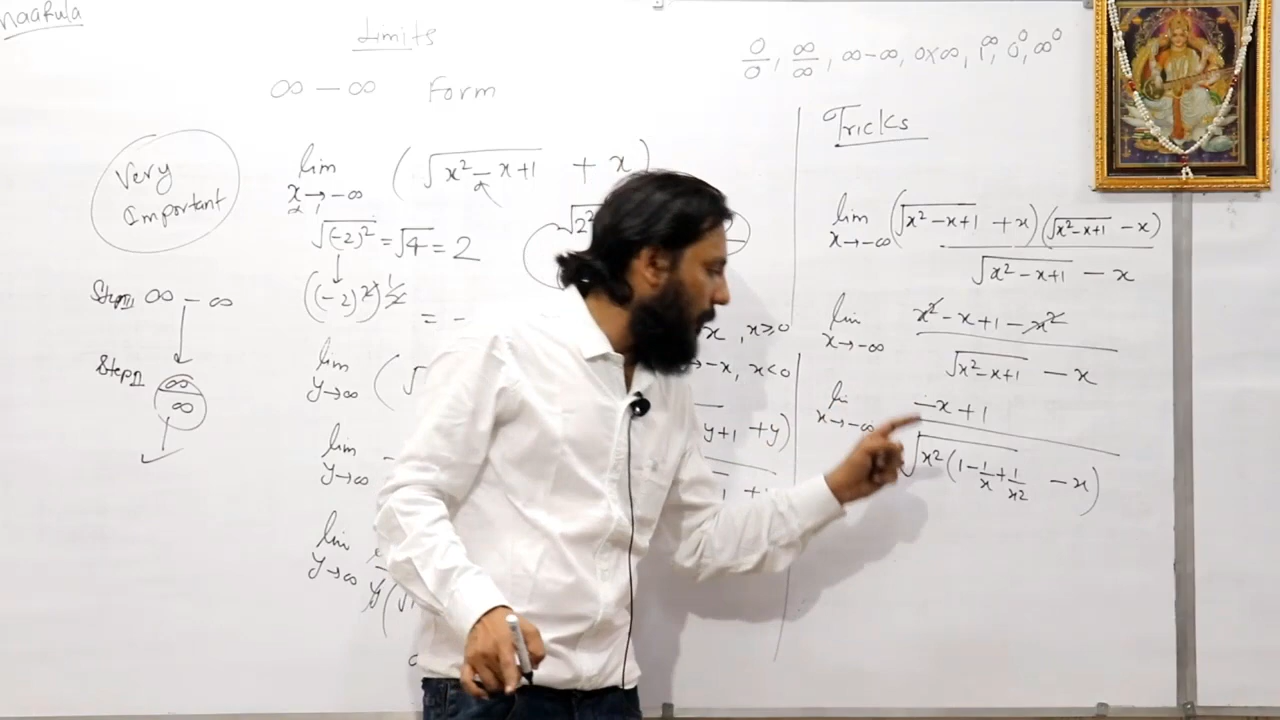 Limits
0/0, ∞/∞, ∞-∞, 0×∞, 1^∞, 0^0, ∞^0
∞ - ∞ Form
Very
Important
lim x→-∞ (√(x²-x+1) + x)
√(-2)² = √4 = 2
((-2)²)^1/2
= -
Step I ∞ - ∞
Step II ∞/∞
lim y→∞ (√
lim y→∞
lim y→∞
x, x≥0
-x, x<0
y+1 + y)
Tricks
lim x→-∞ (√(x²-x+1) + x)(√(x²-x+1) - x)
√(x²-x+1) - x
lim x→-∞ x²-x+1-x²
√(x²-x+1) - x
lim x→-∞ -x+1
√x²(1-1/x+1/x² - x)